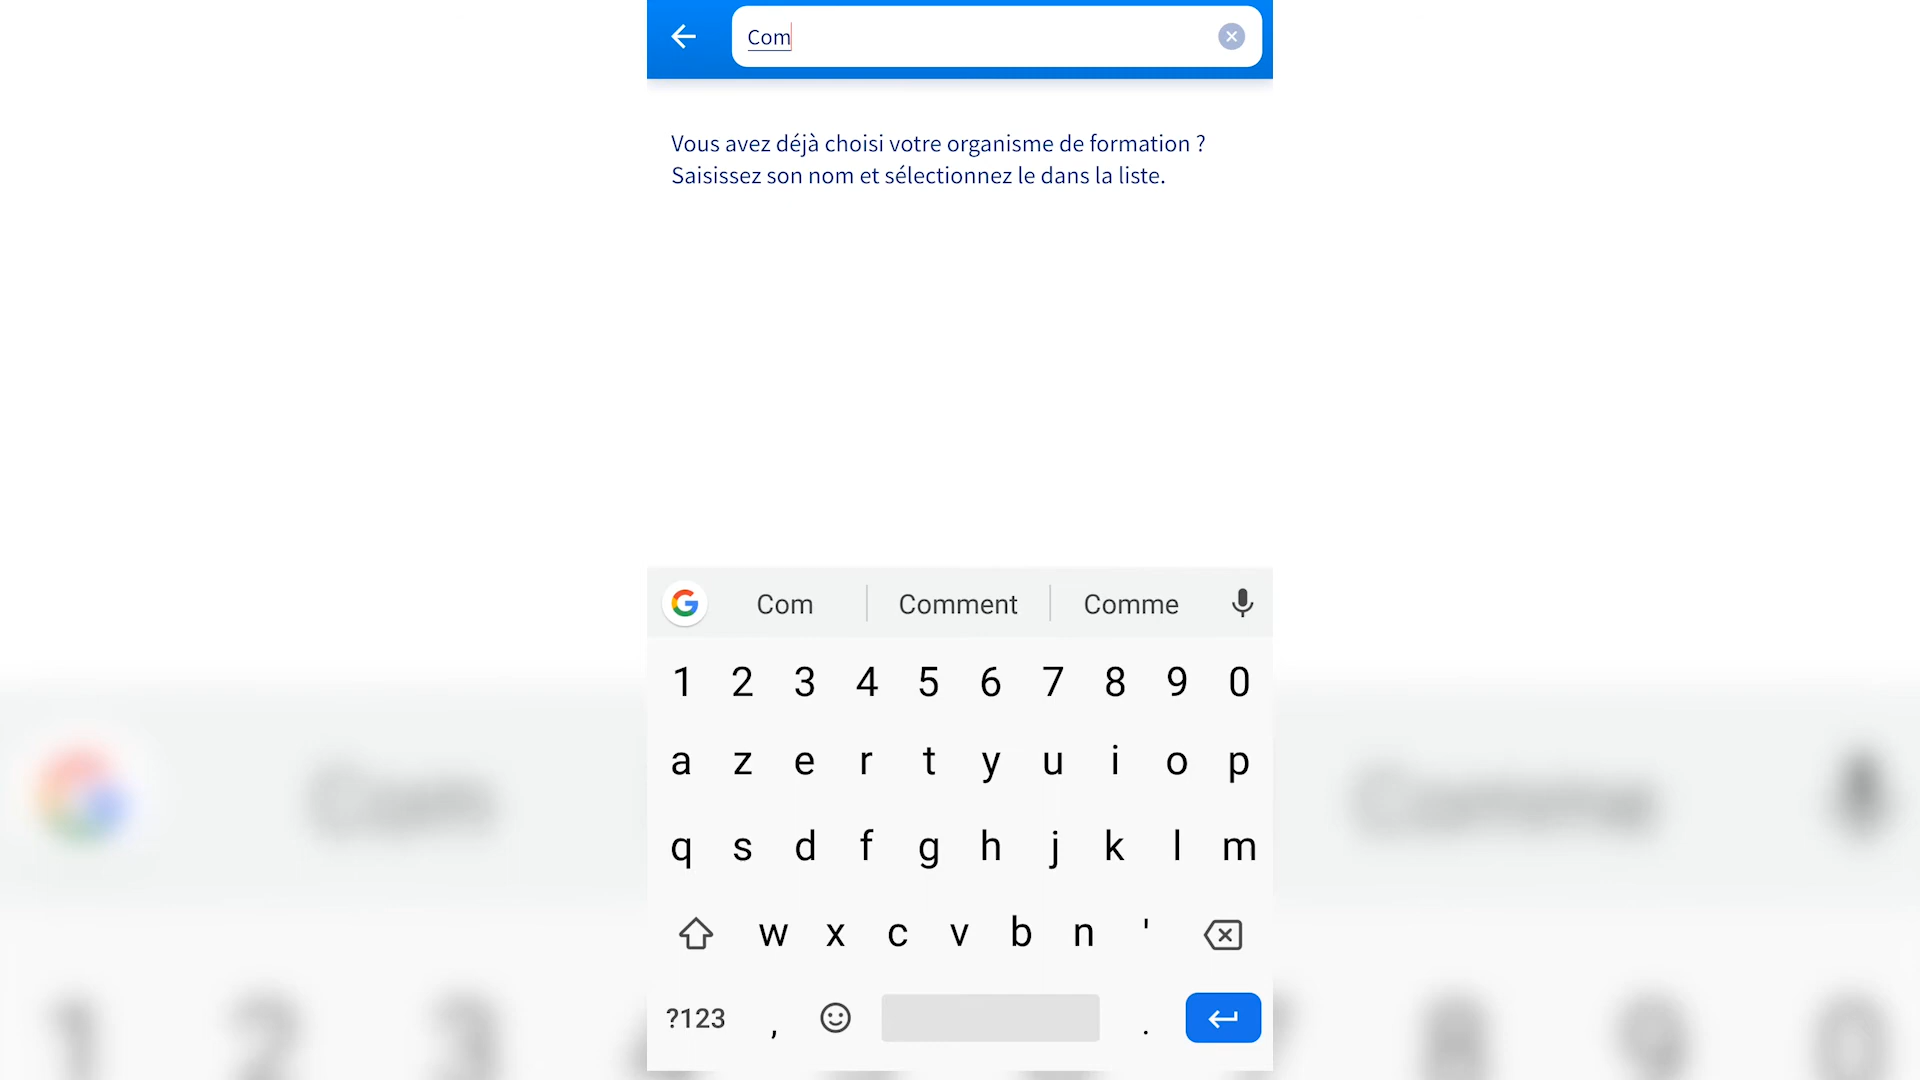 Com
Vous avez déjà choisi votre organisme de formation ?
Saisissez son nom et sélectionnez le dans la liste.
Com Comment Comme
1 2 3 4 5 6 7 8 9 0
a z e r t y u i o p
q s d f g h j k l m
w x c v b n '
?123 , .